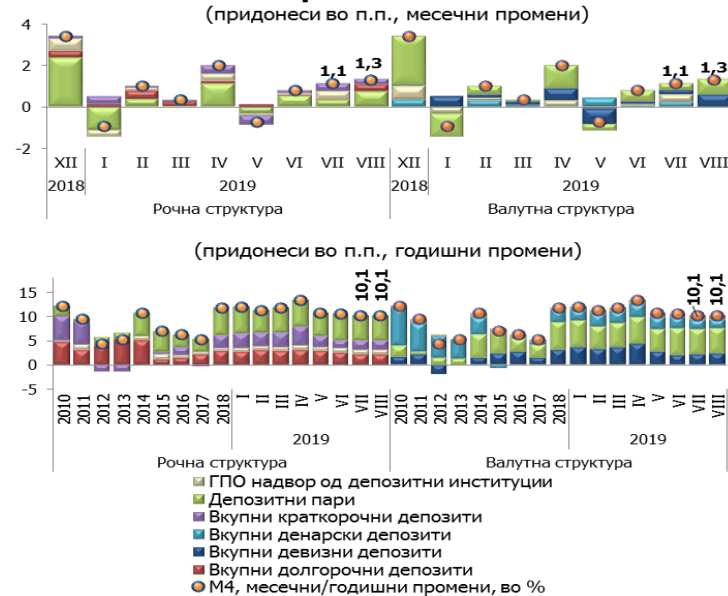 (придонеси во п.п., месечни промени)
4
2
0
-2
1,1
1,3
1,1
1,3
XII I II III IV V VI VII VIII XII I II III IV V VI VII VIII
2018 2019 2018 2019
Рочна структура Валутна структура
(придонеси во п.п., годишни промени)
15
10
5
0
-5
10,1
10,1
10,1
10,1
2010 2011 2012 2013 2014 2015 2016 2017 2018 I II III IV V VI VII VIII 2010 2011 2012 2013 2014 2015 2016 2017 2018 I II III IV V VI VII VIII
2019 2019
Рочна структура Валутна структура
ГПО надвор од депозитни институции
Депозитни пари
Вкупни краткорочни депозити
Вкупни денарски депозити
Вкупни девизни депозити
Вкупни долгорочни депозити
М4, месечни/годишни промени, во %